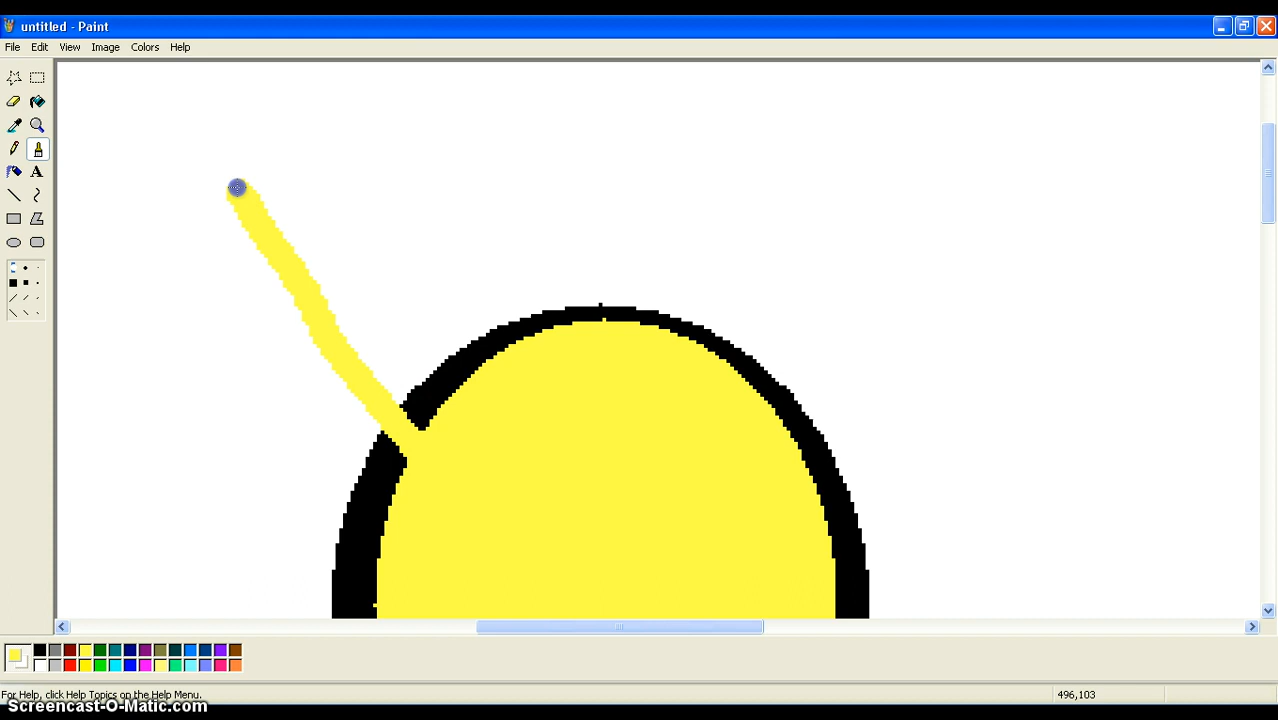 untitled - Paint
File Edit View Image Colors Help
A
For Help, click Help Topics on the Help Menu.
496,103
Screencast-O-Matic.com